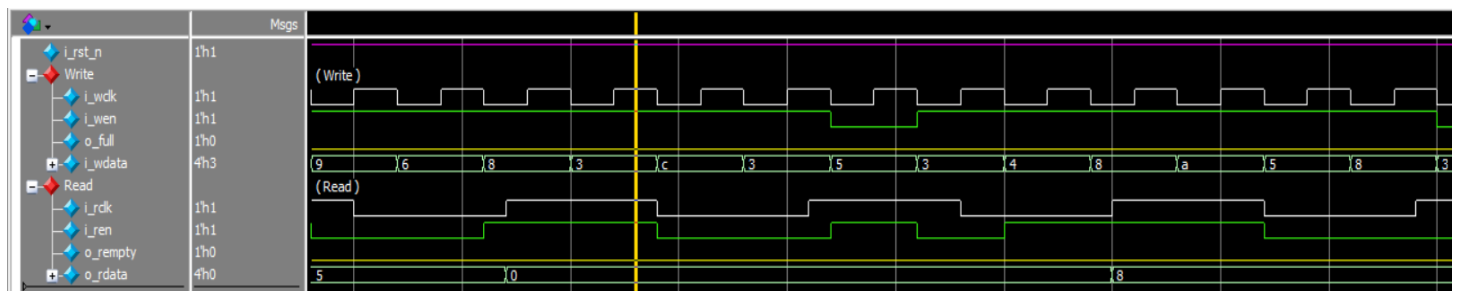 Msgs
i_rst_n 1'h1
Write (Write)
i_wclk 1'h1
i_wen 1'h1
o_full 1'h0
i_wdata 4'h3 9 6 8 3 c 3 5 3 4 8 a 5 8 3
Read (Read)
i_rclk 1'h1
i_ren 1'h1
o_rempty 1'h0
o_rdata 4'h0 5 0 8